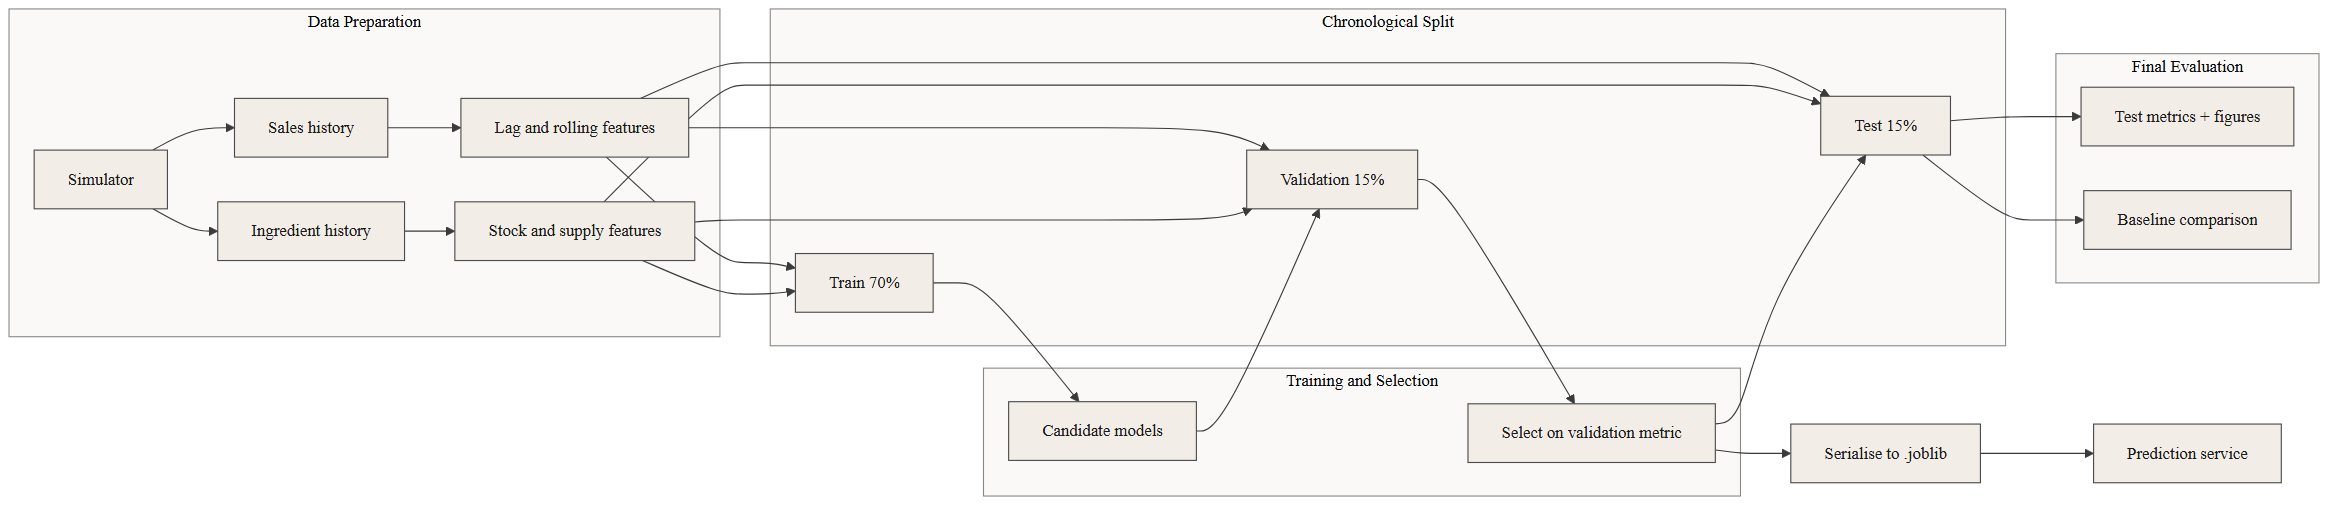 Data Preparation
Simulator
Sales history
Ingredient history
Lag and rolling features
Stock and supply features
Chronological Split
Train 70%
Validation 15%
Test 15%
Training and Selection
Candidate models
Select on validation metric
Final Evaluation
Test metrics + figures
Baseline comparison
Serialise to .joblib
Prediction service